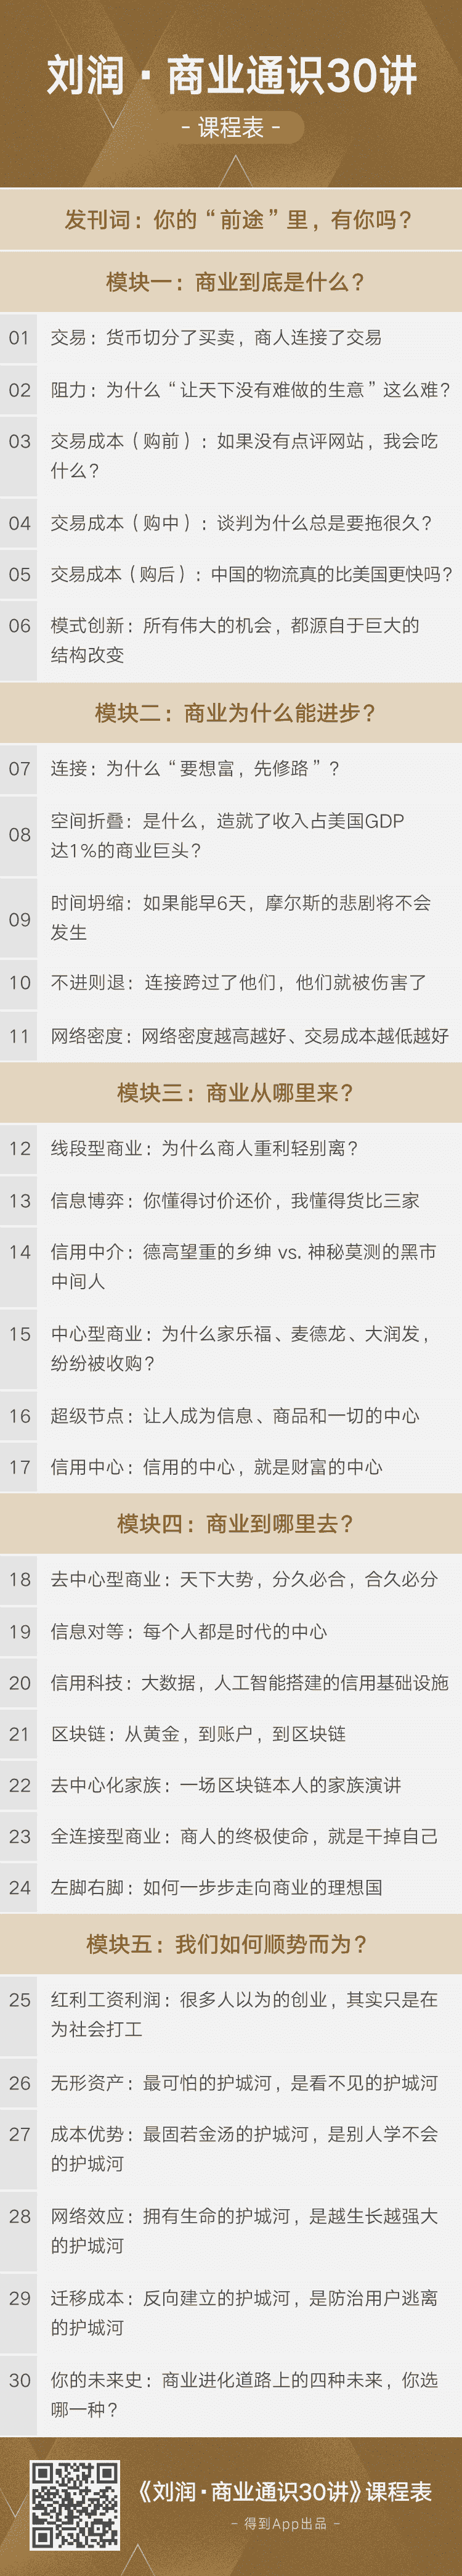 刘润·商业通识30讲
- 课程表 -
发刊词：你的“前途”里，有你吗？
模块一：商业到底是什么？
01 交易：货币切分了买卖，商人连接了交易
02 阻力：为什么“让天下没有难做的生意”这么难？
03 交易成本（购前）：如果没有点评网站，我会吃
什么？
04 交易成本（购中）：谈判为什么总是要拖很久？
05 交易成本（购后）：中国的物流真的比美国更快吗？
06 模式创新：所有伟大的机会，都源自于巨大的
结构改变
模块二：商业为什么能进步？
07 连接：为什么“要想富，先修路”？
08 空间折叠：是什么，造就了收入占美国GDP
达1%的商业巨头？
09 时间坍缩：如果能早6天，摩尔斯的悲剧将不会
发生
10 不进则退：连接跨过了他们，他们就被伤害了
11 网络密度：网络密度越高越好、交易成本越低越好
模块三：商业从哪里来？
12 线段型商业：为什么商人重利轻别离？
13 信息博弈：你懂得讨价还价，我懂得货比三家
14 信用中介：德高望重的乡绅 vs. 神秘莫测的黑市
中间人
15 中心型商业：为什么家乐福、麦德龙、大润发，
纷纷被收购？
16 超级节点：让人成为信息、商品和一切的中心
17 信用中心：信用的中心，就是财富的中心
模块四：商业到哪里去？
18 去中心型商业：天下大势，分久必合，合久必分
19 信息对等：每个人都是时代的中心
20 信用科技：大数据，人工智能搭建的信用基础设施
21 区块链：从黄金，到账户，到区块链
22 去中心化家族：一场区块链本人的家族演讲
23 全连接型商业：商人的终极使命，就是干掉自己
24 左脚右脚：如何一步步走向商业的理想国
模块五：我们如何顺势而为？
25 红利工资利润：很多人以为的创业，其实只是在
为社会打工
26 无形资产：最可怕的护城河，是看不见的护城河
27 成本优势：最固若金汤的护城河，是别人学不会
的护城河
28 网络效应：拥有生命的护城河，是越生长越强大
的护城河
29 迁移成本：反向建立的护城河，是防治用户逃离
的护城河
30 你的未来史：商业进化道路上的四种未来，你选
哪一种？
《刘润·商业通识30讲》课程表
- 得到App出品 -